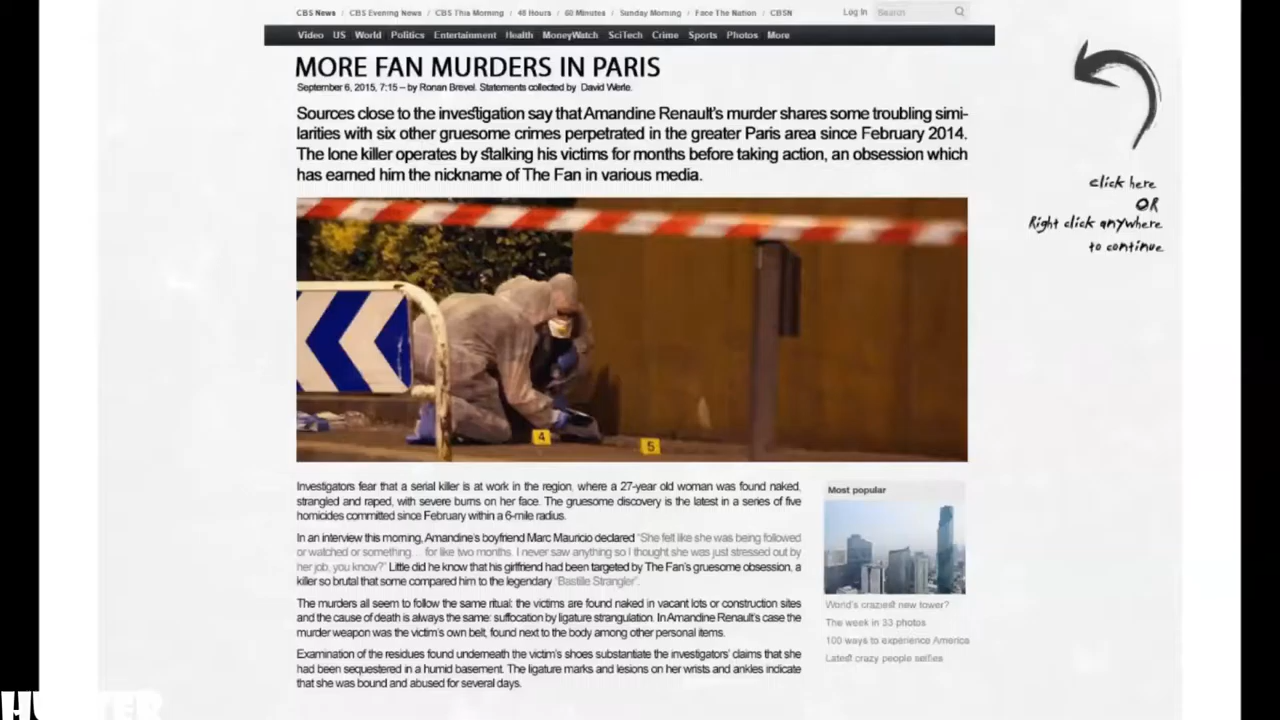 CBS News / CBS Evening News / CBS This Morning / 48 Hours / 60 Minutes / Sunday Morning / Face The Nation / CBSN
Log In Search
Video US World Politics Entertainment Health MoneyWatch SciTech Crime Sports Photos More
MORE FAN MURDERS IN PARIS
September 6, 2015, 7:15 – by Ronan Brevel. Statements collected by David Werle.
Sources close to the investigation say that Amandine Renault's murder shares some troubling simi-
larities with six other gruesome crimes perpetrated in the greater Paris area since February 2014.
The lone killer operates by stalking his victims for months before taking action, an obsession which
has earned him the nickname of The Fan in various media.
click here
OR
Right click anywhere
to continue
4
5
Investigators fear that a serial killer is at work in the region, where a 27-year old woman was found naked,
strangled and raped, with severe burns on her face. The gruesome discovery is the latest in a series of five
homicides committed since February within a 6-mile radius.
In an interview this morning, Amandine's boyfriend Marc Mauricio declared "She felt like she was being followed
or watched or something... for like two months. I never saw anything so I thought she was just stressed out by
her job, you know?" Little did he know that his girlfriend had been targeted by The Fan's gruesome obsession, a
killer so brutal that some compared him to the legendary "Bastille Strangler".
The murders all seem to follow the same ritual: the victims are found naked in vacant lots or construction sites
and the cause of death is always the same: suffocation by ligature strangulation. In Amandine Renault's case the
murder weapon was the victim's own belt, found next to the body among other personal items.
Examination of the residues found underneath the victim's shoes substantiate the investigators' claims that she
had been sequestered in a humid basement. The ligature marks and lesions on her wrists and ankles indicate
that she was bound and abused for several days.
Most popular
World's craziest new tower?
The week in 33 photos
100 ways to experience America
Latest crazy people selfies